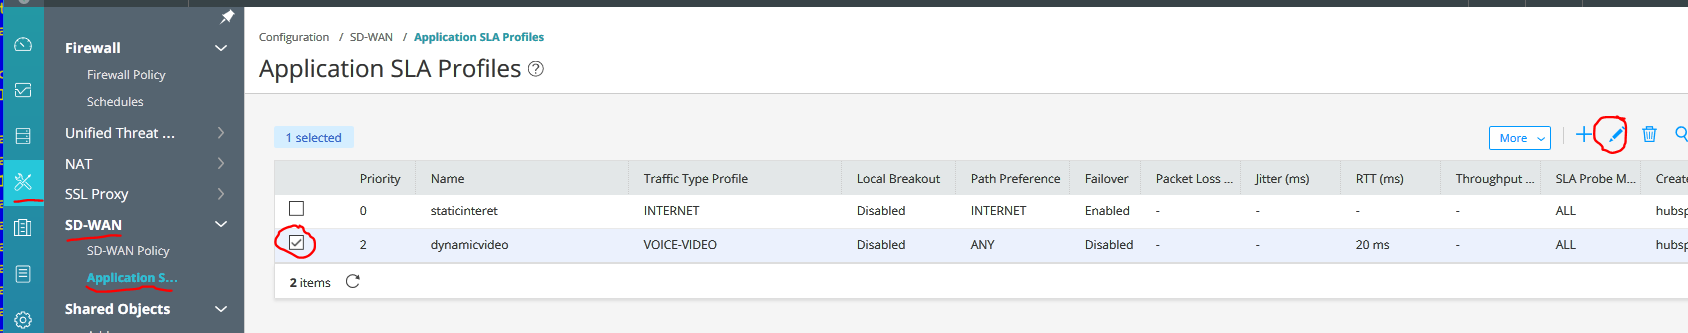 Firewall
Firewall Policy
Schedules
Unified Threat ...
NAT
SSL Proxy
SD-WAN
SD-WAN Policy
Application S...
Shared Objects
Configuration / SD-WAN / Application SLA Profiles
Application SLA Profiles ?
1 selected
More
Priority Name Traffic Type Profile Local Breakout Path Preference Failover Packet Loss ... Jitter (ms) RTT (ms) Throughput ... SLA Probe M... Create
0 staticinteret INTERNET Disabled INTERNET Enabled - - - - ALL hubsp
2 dynamicvideo VOICE-VIDEO Disabled ANY Disabled - - 20 ms - ALL hubsp
2 items